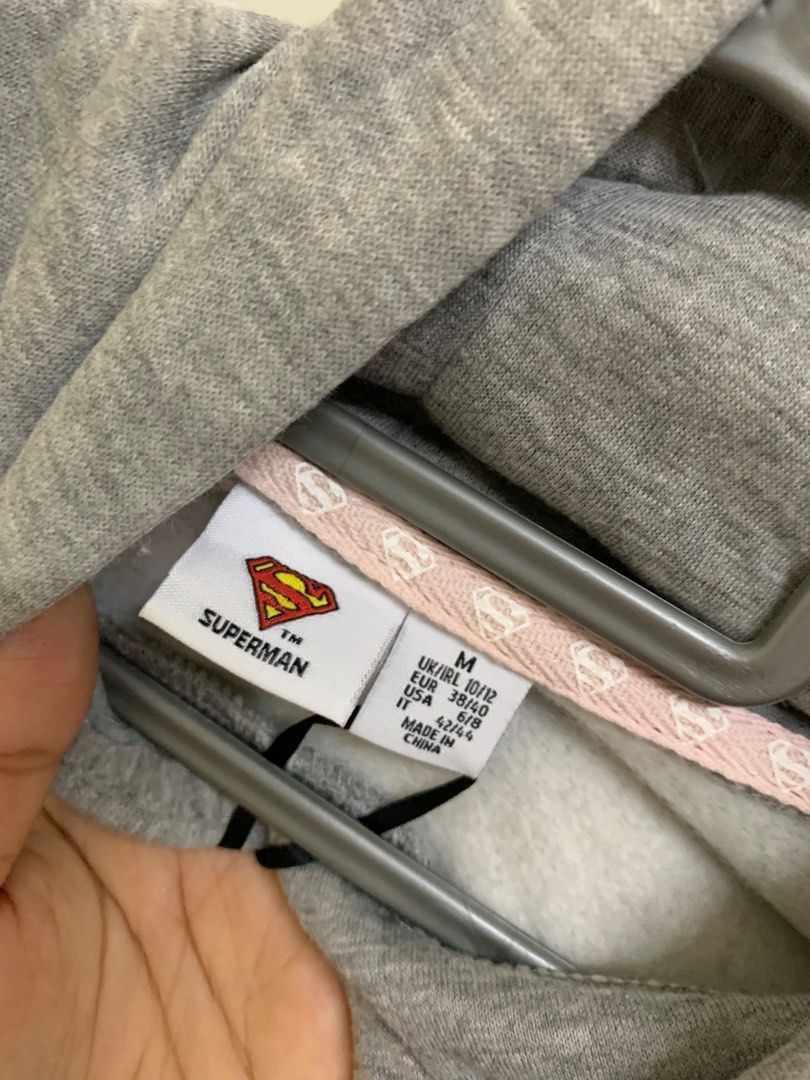 SUPERMAN
TM
M
UK/IRL 10/12
EUR 38/40
USA 6/8
IT 42/44
MADE IN
CHINA